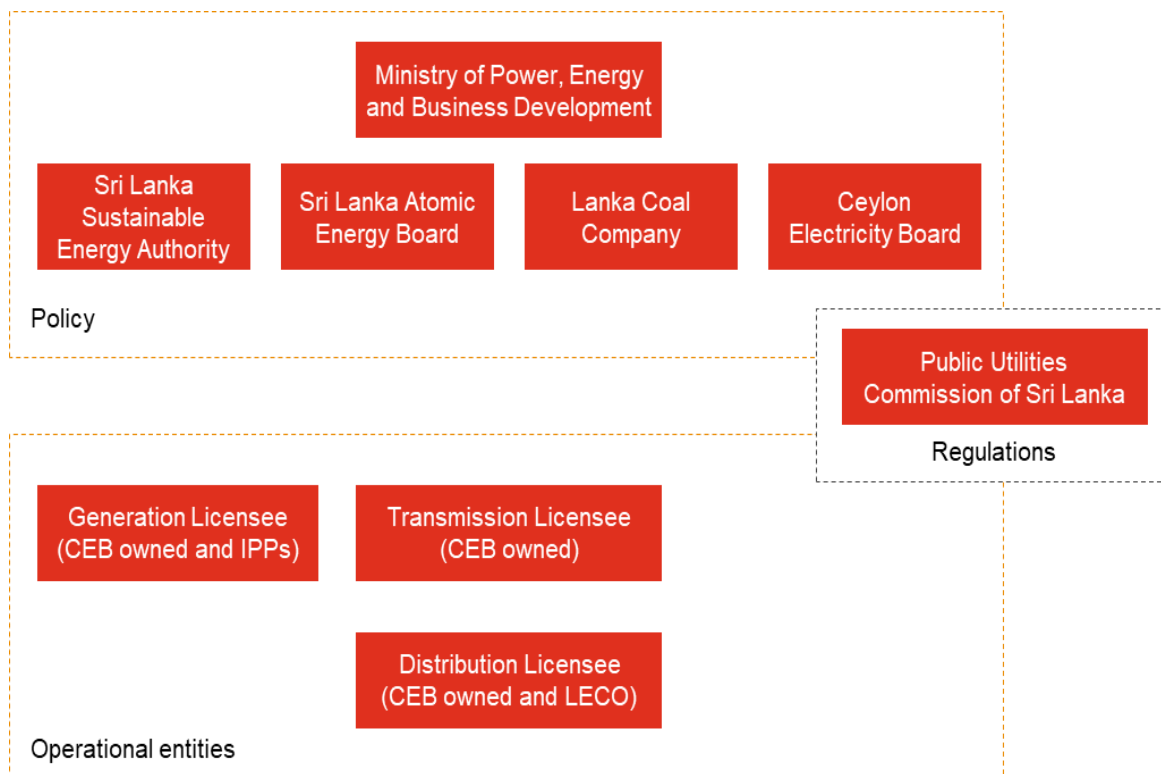 Ministry of Power, Energy
and Business Development
Sri Lanka
Sustainable
Energy Authority
Sri Lanka Atomic
Energy Board
Lanka Coal
Company
Ceylon
Electricity Board
Policy
Public Utilities
Commission of Sri Lanka
Regulations
Generation Licensee
(CEB owned and IPPs)
Transmission Licensee
(CEB owned)
Distribution Licensee
(CEB owned and LECO)
Operational entities